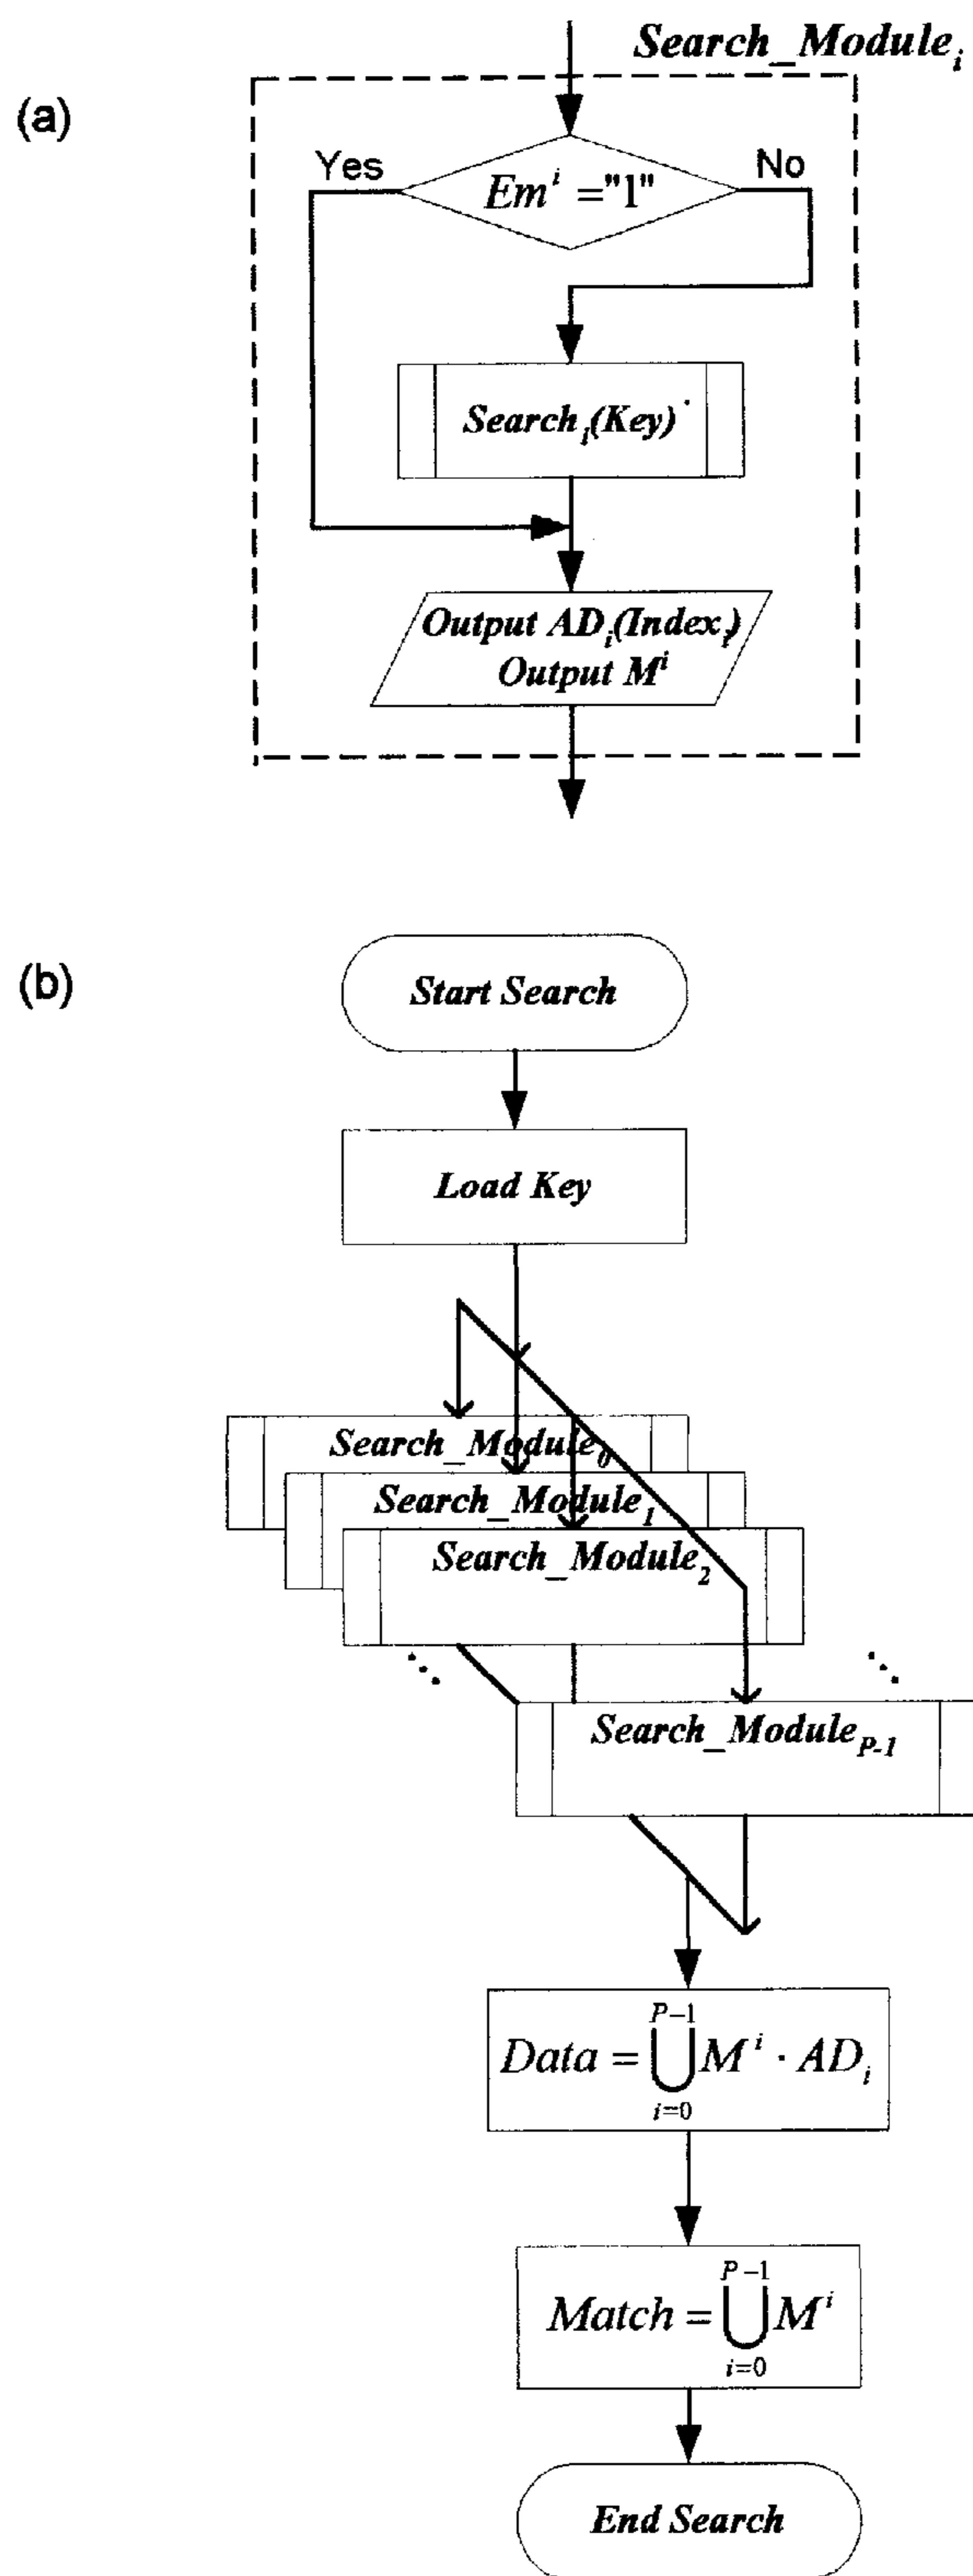 Search_Module_i
(a)
Yes
No
Em^i ="1"
Search_i(Key)
Output AD_i(Index_i)
Output M^i
(b)
Start Search
Load Key
Search_Module_0
Search_Module_1
Search_Module_2
Search_Module_P-1
Data = ⋃_{i=0}^{P-1} M^i · AD_i
Match = ⋃_{i=0}^{P-1} M^i
End Search